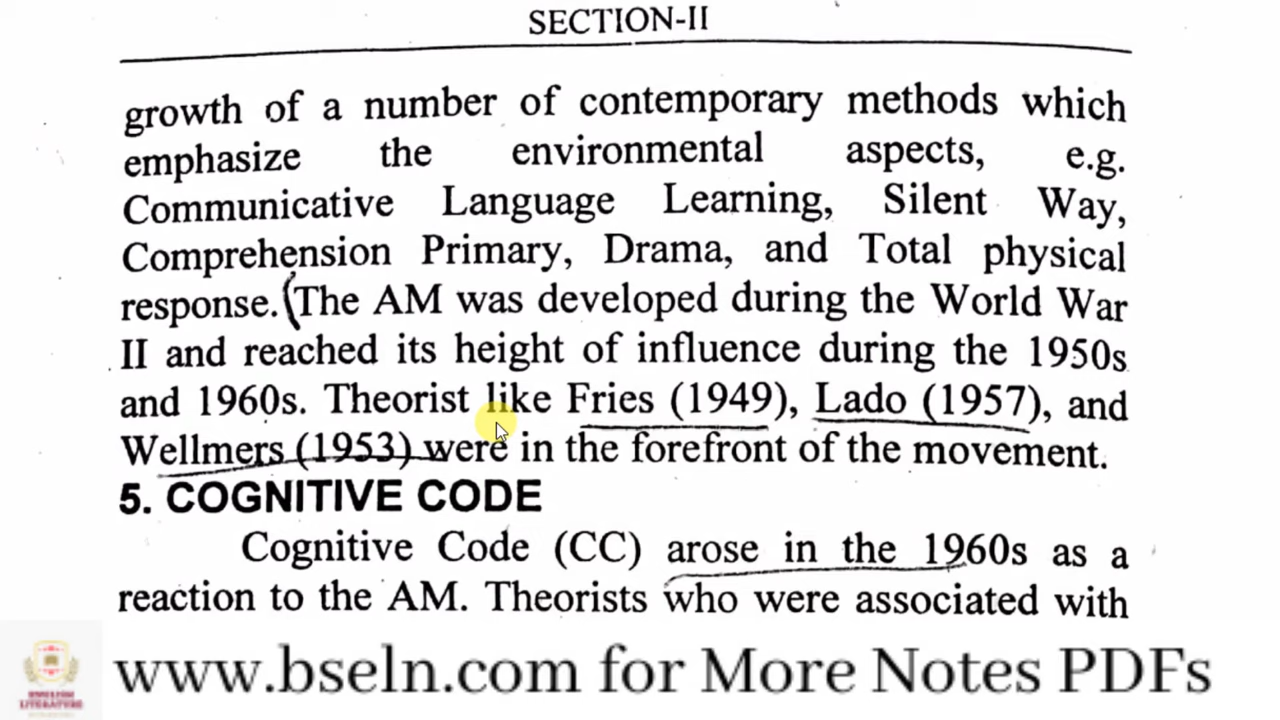 SECTION-II
growth of a number of contemporary methods which
emphasize the environmental aspects, e.g.
Communicative Language Learning, Silent Way,
Comprehension Primary, Drama, and Total physical
response. (The AM was developed during the World War
II and reached its height of influence during the 1950s
and 1960s. Theorist like Fries (1949), Lado (1957), and
Wellmers (1953) were in the forefront of the movement.
5. COGNITIVE CODE
Cognitive Code (CC) arose in the 1960s as a
reaction to the AM. Theorists who were associated with
www.bseln.com for More Notes PDFs
ENGLISH
LITERATURE